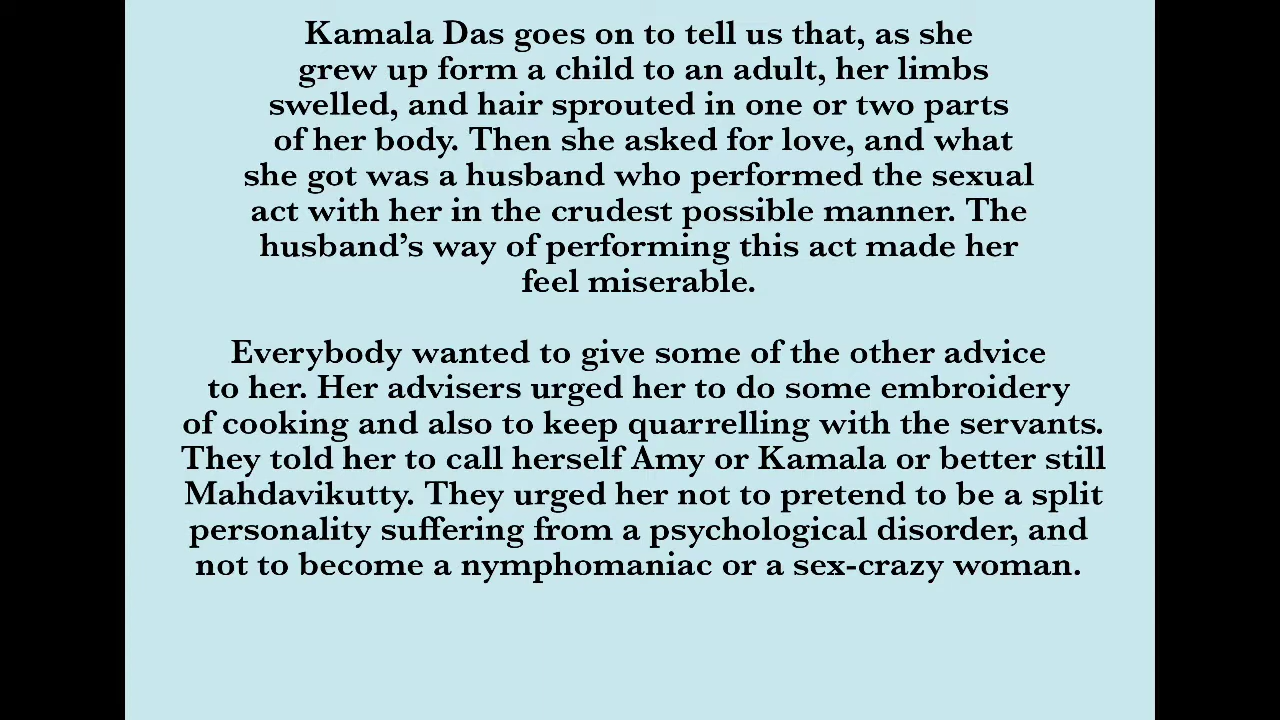 Kamala Das goes on to tell us that, as she
grew up form a child to an adult, her limbs
swelled, and hair sprouted in one or two parts
of her body. Then she asked for love, and what
she got was a husband who performed the sexual
act with her in the crudest possible manner. The
husband’s way of performing this act made her
feel miserable.
Everybody wanted to give some of the other advice
to her. Her advisers urged her to do some embroidery
of cooking and also to keep quarrelling with the servants.
They told her to call herself Amy or Kamala or better still
Mahdavikutty. They urged her not to pretend to be a split
personality suffering from a psychological disorder, and
not to become a nymphomaniac or a sex-crazy woman.